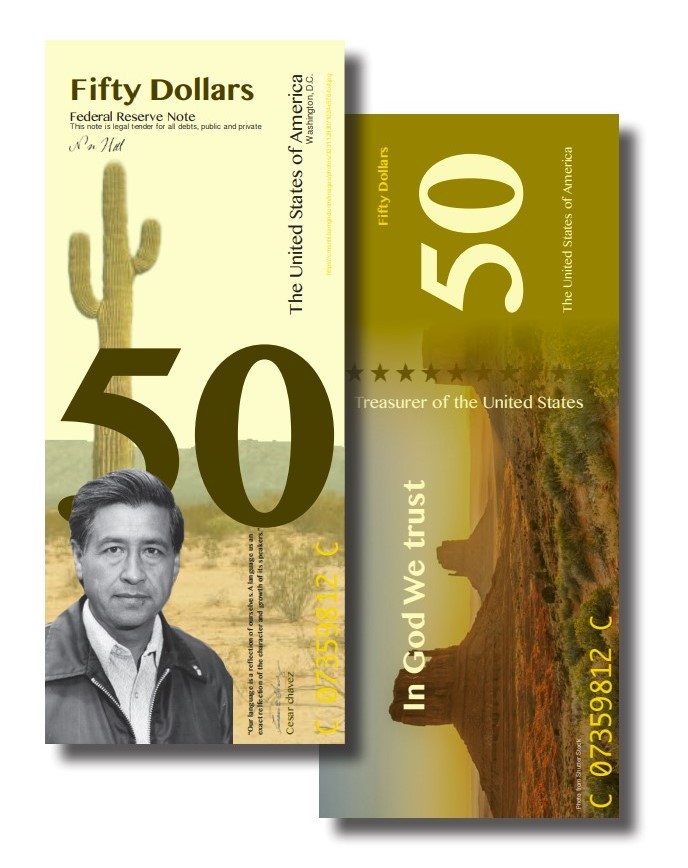 Fifty Dollars
Federal Reserve Note
This note is legal tender for all debts, public and private
The United States of America
Washington, D.C.
50
"Our language is a reflection of ourselves. A language is an
exact reflection of the character and growth of its speakers."
Cesar chavez
C 07359812 C
Fifty Dollars
50
The United States of America
Treasurer of the United States
In God We trust
Photo from Shutter Stock
C 07359812 C